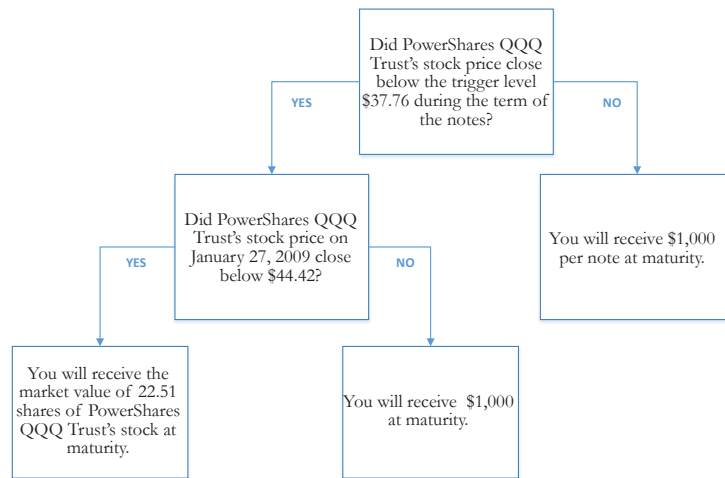 Did PowerShares QQQ
Trust's stock price close
below the trigger level
$37.76 during the term of
the notes?
YES
NO
Did PowerShares QQQ
Trust's stock price on
January 27, 2009 close
below $44.42?
You will receive $1,000
per note at maturity.
YES
NO
You will receive the
market value of 22.51
shares of PowerShares
QQQ Trust's stock at
maturity.
You will receive $1,000
at maturity.